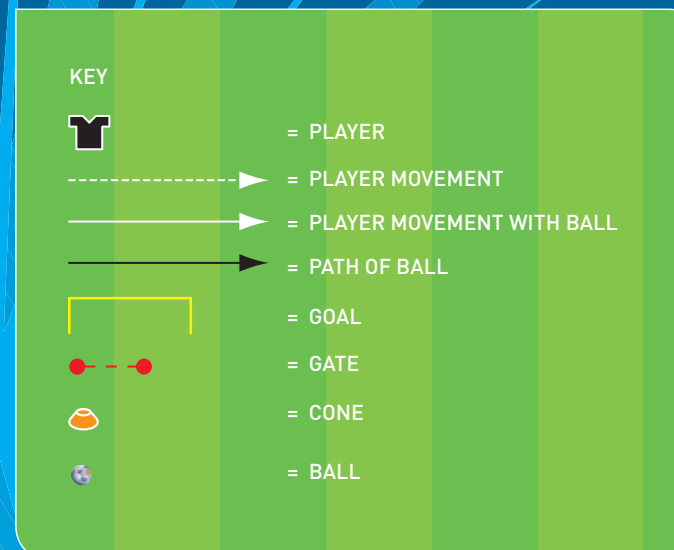 KEY
= PLAYER
= PLAYER MOVEMENT
= PLAYER MOVEMENT WITH BALL
= PATH OF BALL
= GOAL
= GATE
= CONE
= BALL